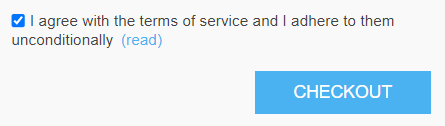 I agree with the terms of service and I adhere to them
unconditionally (read)
CHECKOUT